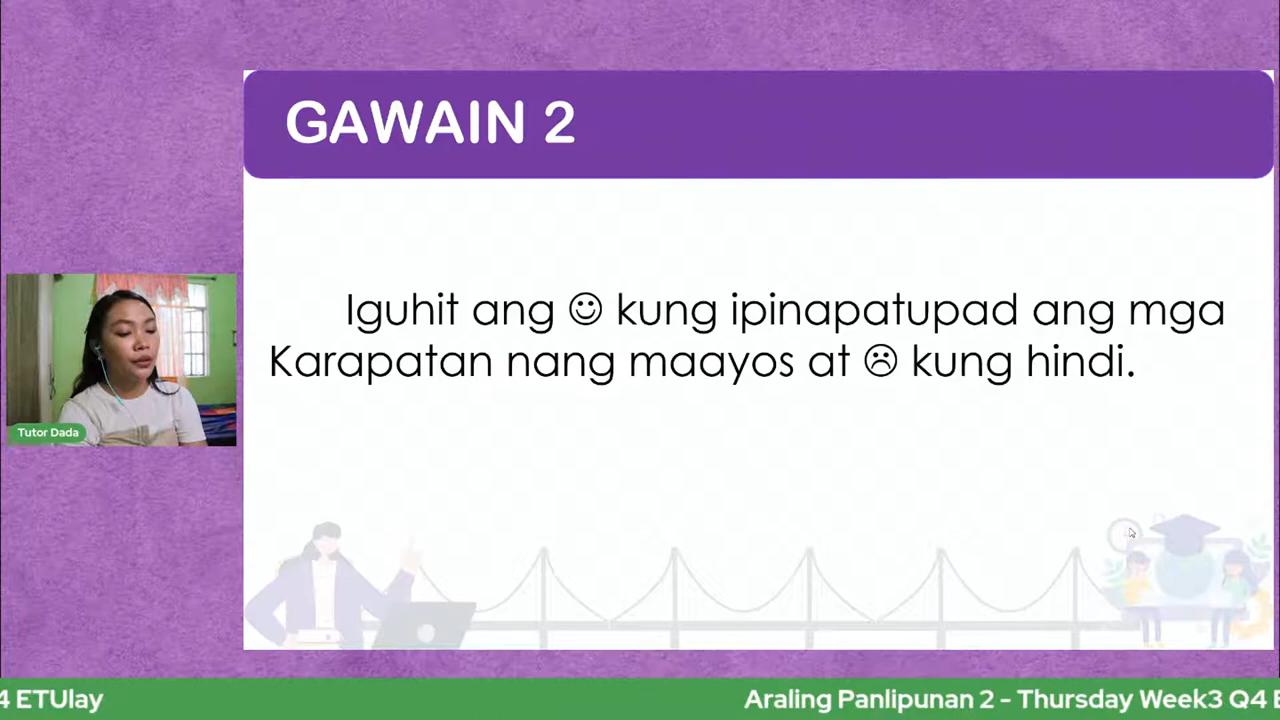 GAWAIN 2
Iguhit ang ☺ kung ipinapatupad ang mga
Karapatan nang maayos at ☹ kung hindi.
Tutor Dada
4 ETUlay
Araling Panlipunan 2 - Thursday Week3 Q4 E